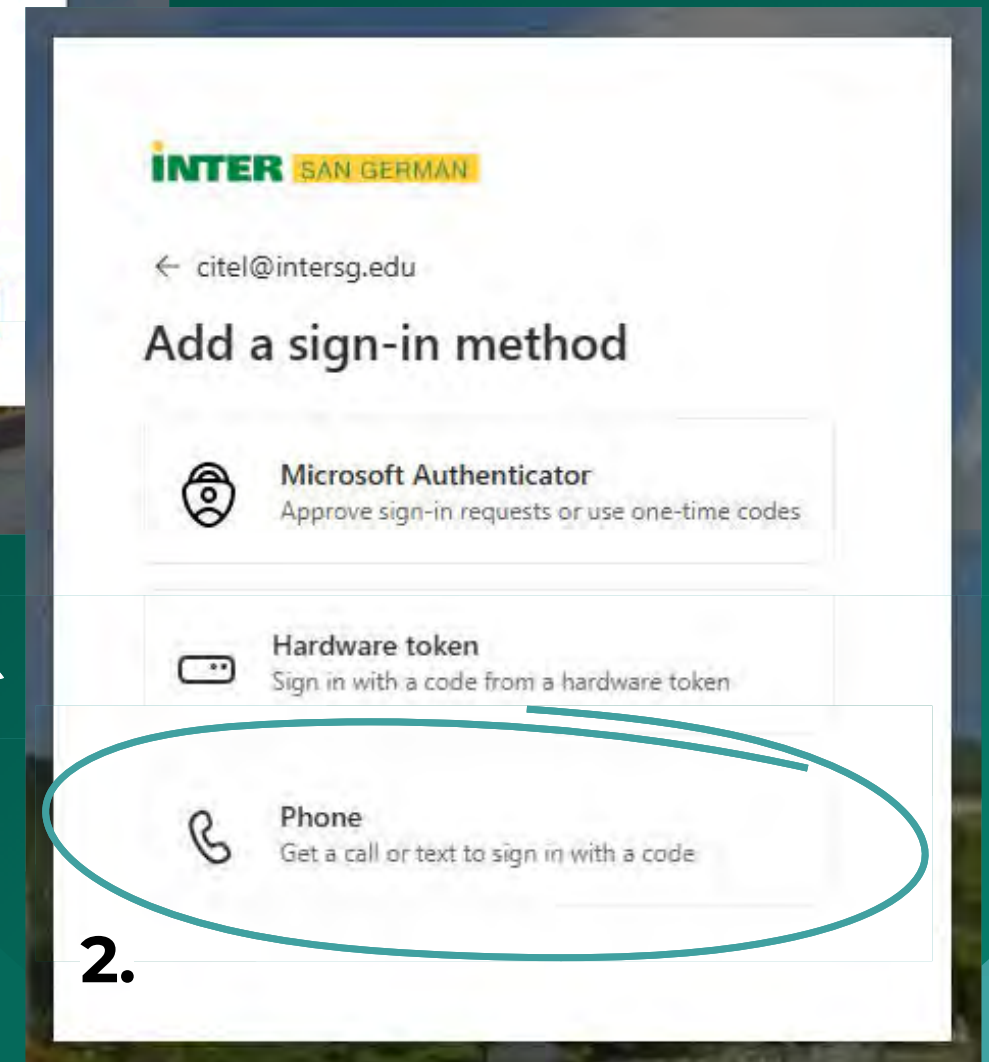 INTER SAN GERMÁN
← citel@intersg.edu
Add a sign-in method
Microsoft Authenticator
Approve sign-in requests or use one-time codes
Hardware token
Sign in with a code from a hardware token
Phone
Get a call or text to sign in with a code
2.